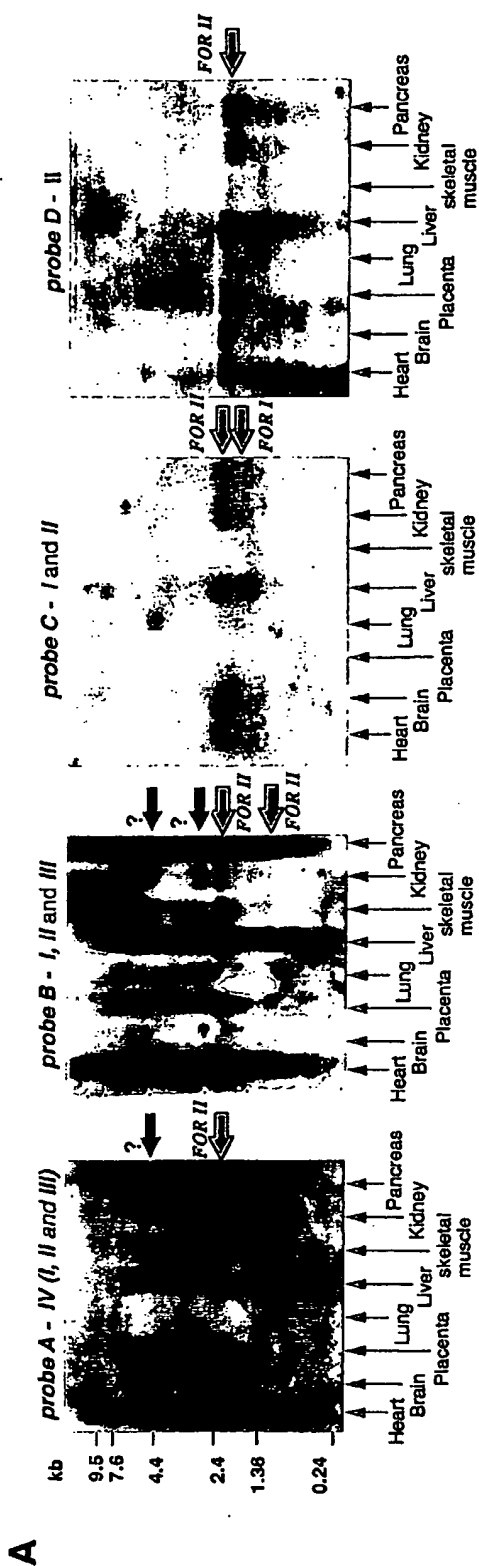 A
probe A - IV (I, II and III)
kb
9.5
7.6
4.4
2.4
1.38
0.24
?
FOR II
Heart
Brain
Placenta
Lung
Liver
skeletal
muscle
Kidney
Pancreas
probe B - I, II and III
?
?
FOR II
FOR II
Heart
Brain
Placenta
Lung
Liver
skeletal
muscle
Kidney
Pancreas
probe C - I and II
FOR II
FOR I
Heart
Brain
Placenta
Lung
Liver
skeletal
muscle
Kidney
Pancreas
probe D - II
FOR II
Heart
Brain
Placenta
Lung
Liver
skeletal
muscle
Kidney
Pancreas